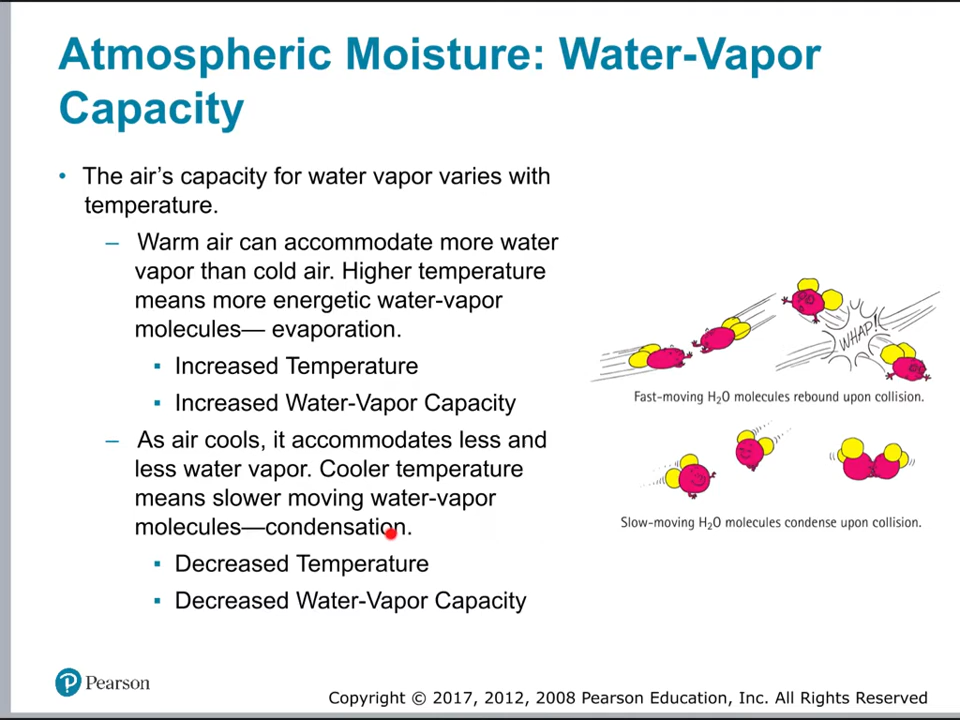 Atmospheric Moisture: Water-Vapor
Capacity
• The air's capacity for water vapor varies with
temperature.
– Warm air can accommodate more water
vapor than cold air. Higher temperature
means more energetic water-vapor
molecules— evaporation.
▪ Increased Temperature
▪ Increased Water-Vapor Capacity
– As air cools, it accommodates less and
less water vapor. Cooler temperature
means slower moving water-vapor
molecules—condensation.
▪ Decreased Temperature
▪ Decreased Water-Vapor Capacity
WHAP!
Fast-moving H₂O molecules rebound upon collision.
Slow-moving H₂O molecules condense upon collision.
P Pearson
Copyright © 2017, 2012, 2008 Pearson Education, Inc. All Rights Reserved